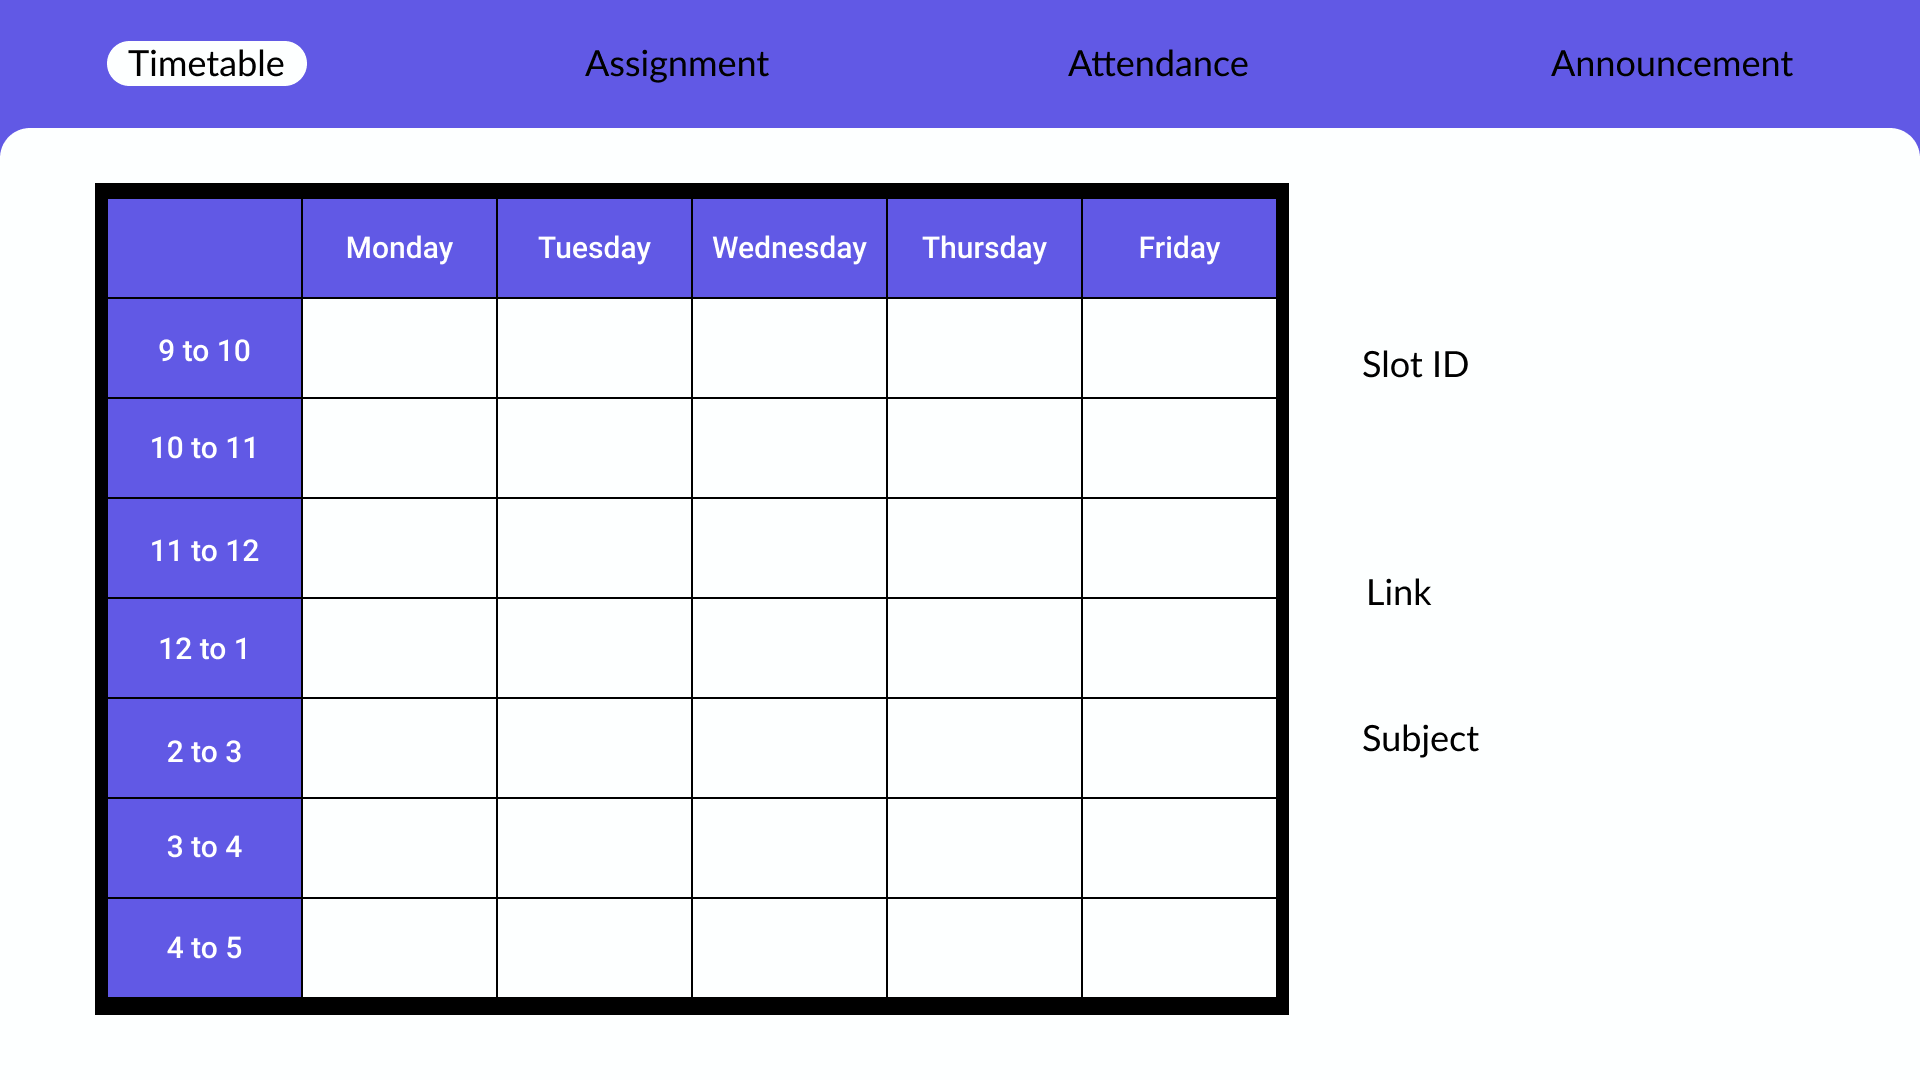 Timetable
Assignment
Attendance
Announcement
Monday
Tuesday
Wednesday
Thursday
Friday
9 to 10
10 to 11
11 to 12
12 to 1
2 to 3
3 to 4
4 to 5
Slot ID
Link
Subject